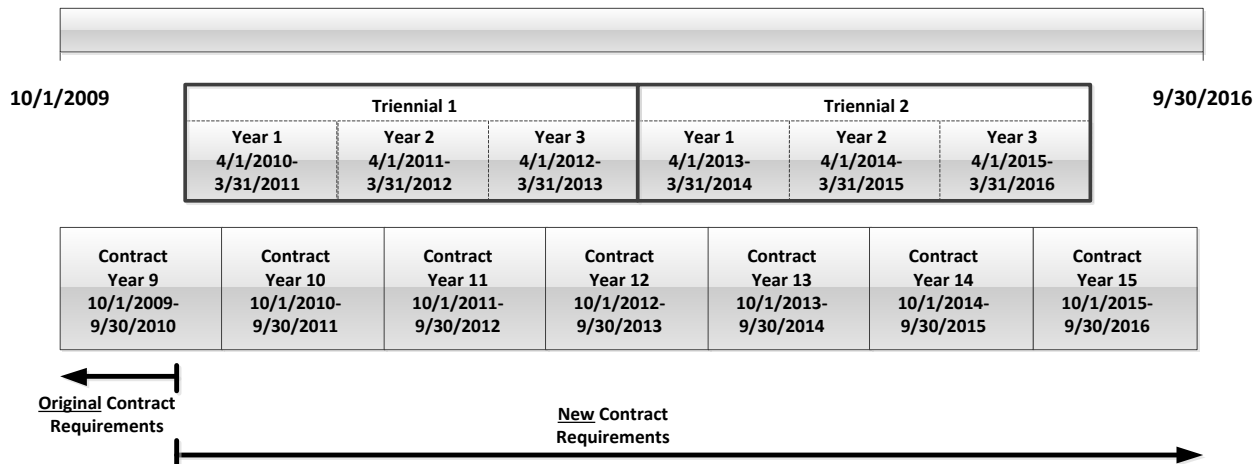 10/1/2009
9/30/2016
Triennial 1
Triennial 2
Year 1
4/1/2010-
3/31/2011
Year 2
4/1/2011-
3/31/2012
Year 3
4/1/2012-
3/31/2013
Year 1
4/1/2013-
3/31/2014
Year 2
4/1/2014-
3/31/2015
Year 3
4/1/2015-
3/31/2016
Contract
Year 9
10/1/2009-
9/30/2010
Contract
Year 10
10/1/2010-
9/30/2011
Contract
Year 11
10/1/2011-
9/30/2012
Contract
Year 12
10/1/2012-
9/30/2013
Contract
Year 13
10/1/2013-
9/30/2014
Contract
Year 14
10/1/2014-
9/30/2015
Contract
Year 15
10/1/2015-
9/30/2016
Original Contract
Requirements
New Contract
Requirements